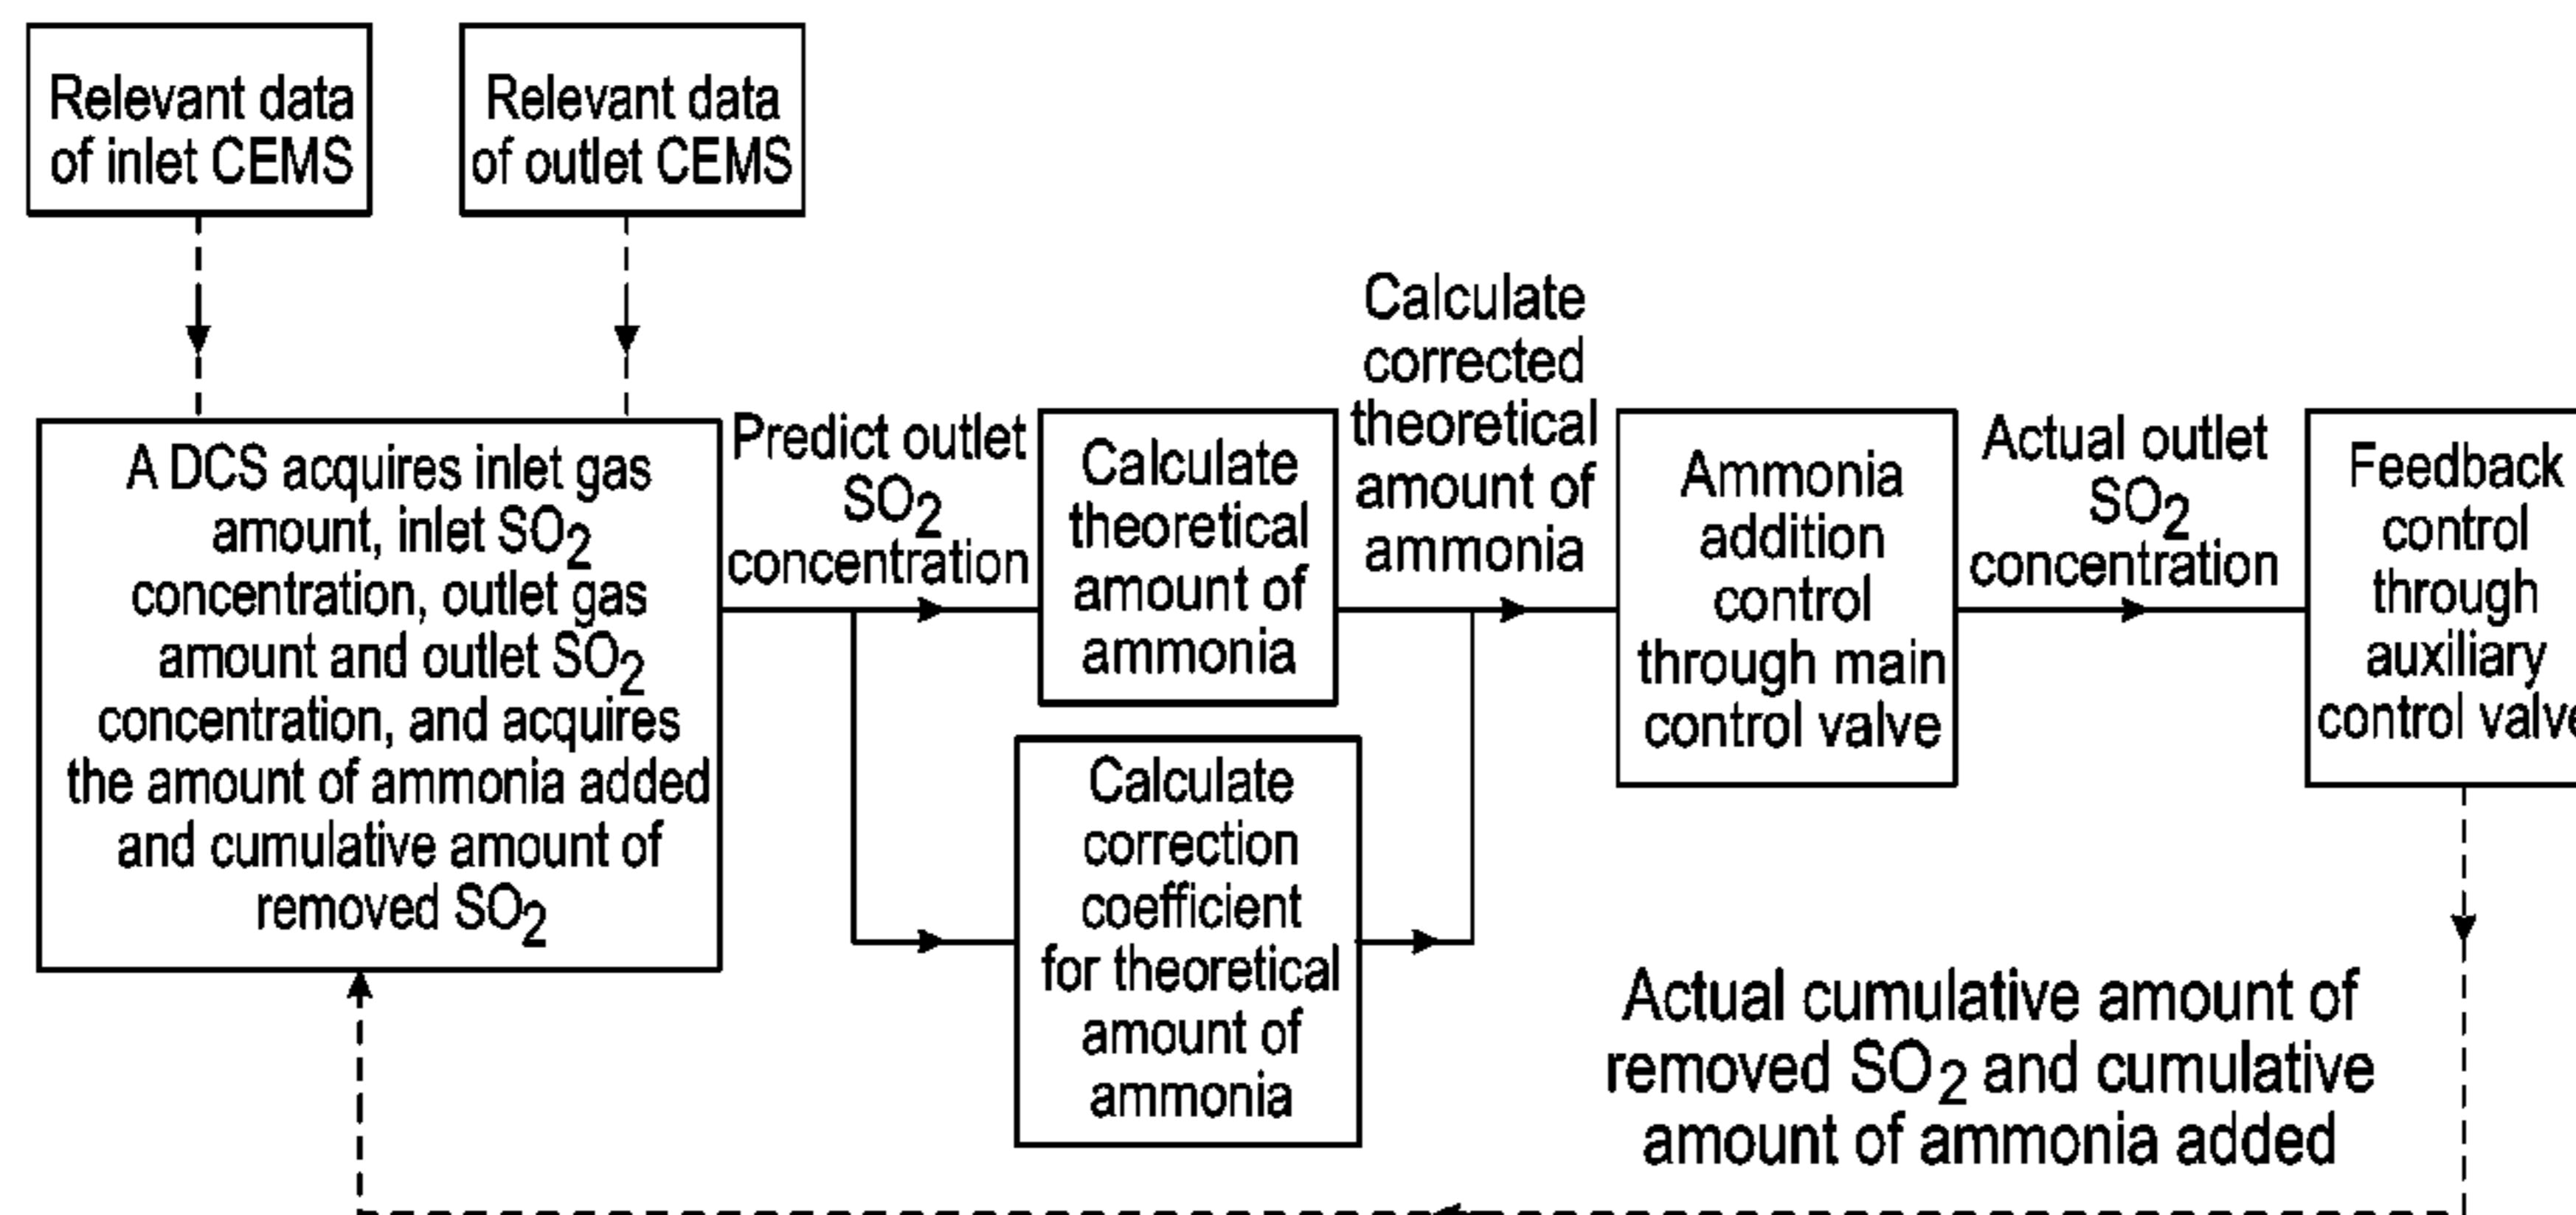 Relevant data
of inlet CEMS
Relevant data
of outlet CEMS
A DCS acquires inlet gas
amount, inlet SO2
concentration, outlet gas
amount and outlet SO2
concentration, and acquires
the amount of ammonia added
and cumulative amount of
removed SO2
Predict outlet
SO2
concentration
Calculate
theoretical
amount of
ammonia
Calculate
correction
coefficient
for theoretical
amount of
ammonia
Calculate
corrected
theoretical
amount of
ammonia
Ammonia
addition
control
through main
control valve
Actual outlet
SO2
concentration
Feedback
control
through
auxiliary
control valve
Actual cumulative amount of
removed SO2 and cumulative
amount of ammonia added